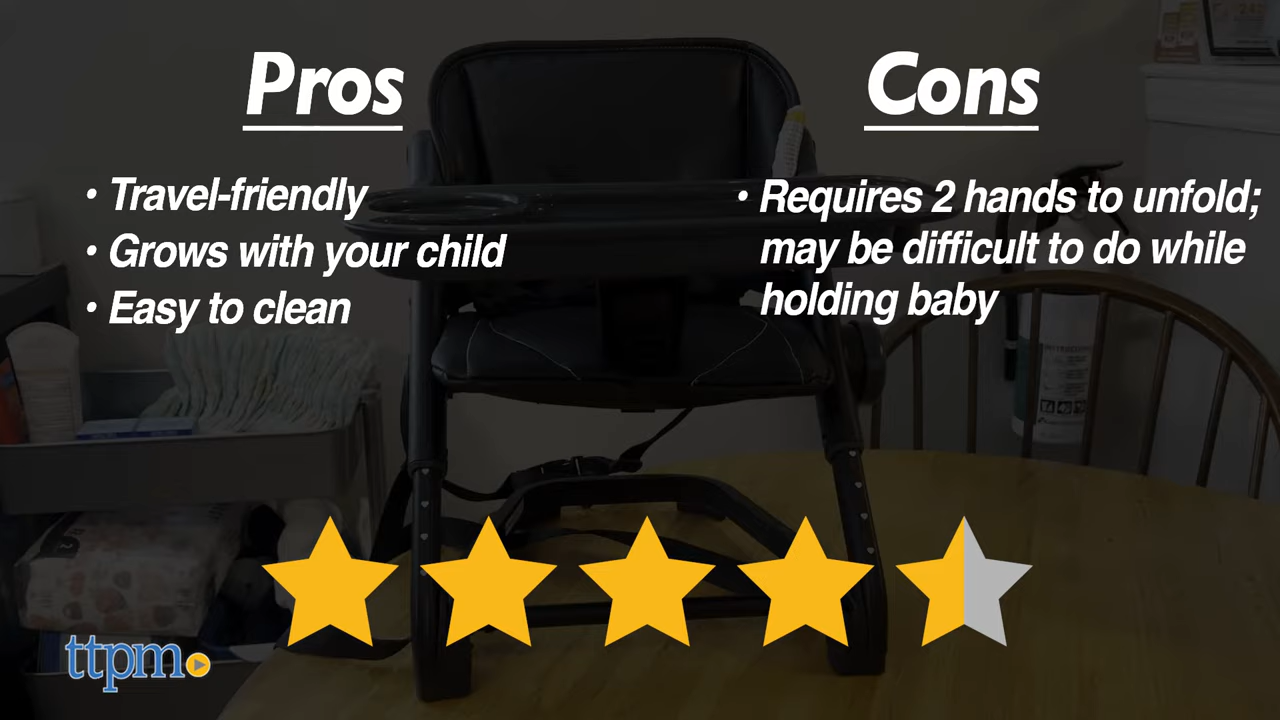 Pros
• Travel-friendly
• Grows with your child
• Easy to clean
Cons
• Requires 2 hands to unfold;
may be difficult to do while
holding baby
ttpm